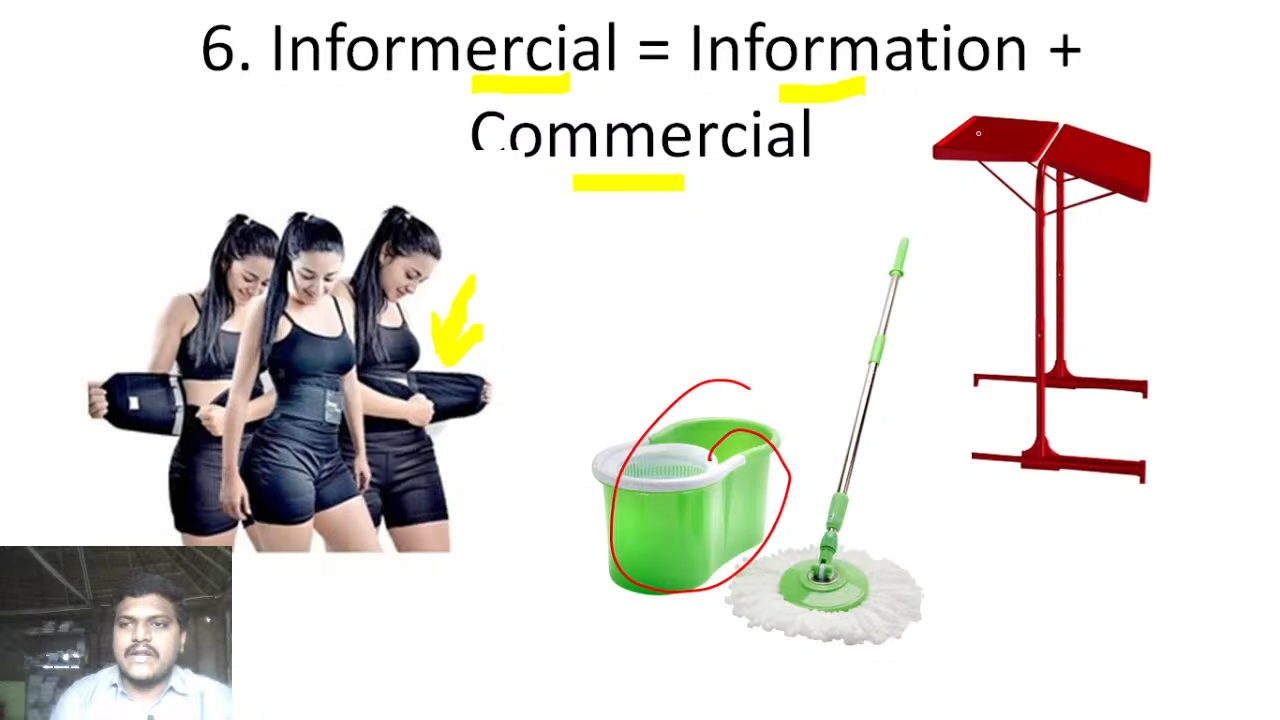 6. Informercial = Information +
Commercial